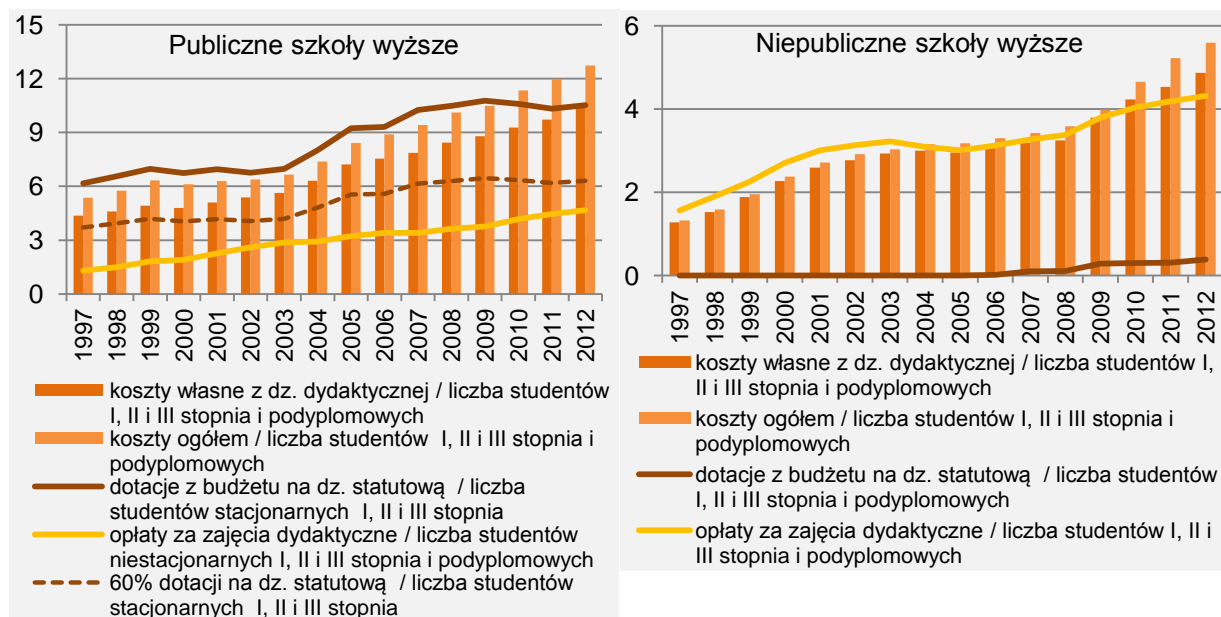 Publiczne szkoły wyższe
15
12
9
6
3
0
1997
1998
1999
2000
2001
2002
2003
2004
2005
2006
2007
2008
2009
2010
2011
2012
koszty własne z dz. dydaktycznej / liczba studentów
I, II i III stopnia i podyplomowych
koszty ogółem / liczba studentów I, II i III stopnia i
podyplomowych
dotacje z budżetu na dz. statutową / liczba
studentów stacjonarnych I, II i III stopnia
opłaty za zajęcia dydaktyczne / liczba studentów
niestacjonarnych I, II i III stopnia i podyplomowych
60% dotacji na dz. statutową / liczba studentów
stacjonarnych I, II i III stopnia
Niepubliczne szkoły wyższe
6
4
2
0
1997
1998
1999
2000
2001
2002
2003
2004
2005
2006
2007
2008
2009
2010
2011
2012
koszty własne z dz. dydaktycznej / liczba studentów I,
II i III stopnia i podyplomowych
koszty ogółem / liczba studentów I, II i III stopnia i
podyplomowych
dotacje z budżetu na dz. statutową / liczba studentów
I, II i III stopnia i podyplomowych
opłaty za zajęcia dydaktyczne / liczba studentów I, II i
III stopnia i podyplomowych